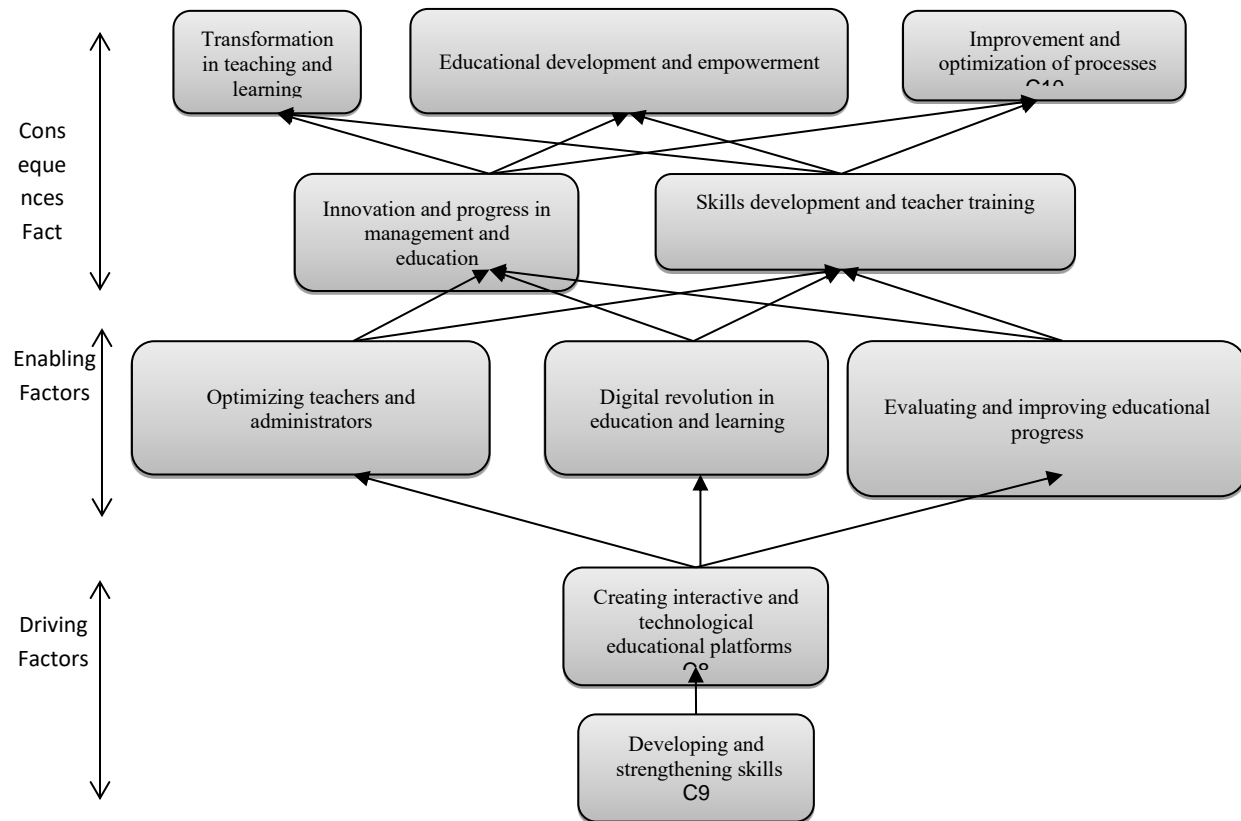 Transformation
in teaching and
learning
Educational development and empowerment
Improvement and
optimization of processes
C10
Cons
eque
nces
Fact
Innovation and progress in
management and
education
Skills development and teacher training
Enabling
Factors
Optimizing teachers and
administrators
Digital revolution in
education and learning
Evaluating and improving educational
progress
Driving
Factors
Creating interactive and
technological
educational platforms
Developing and
strengthening skills
C9